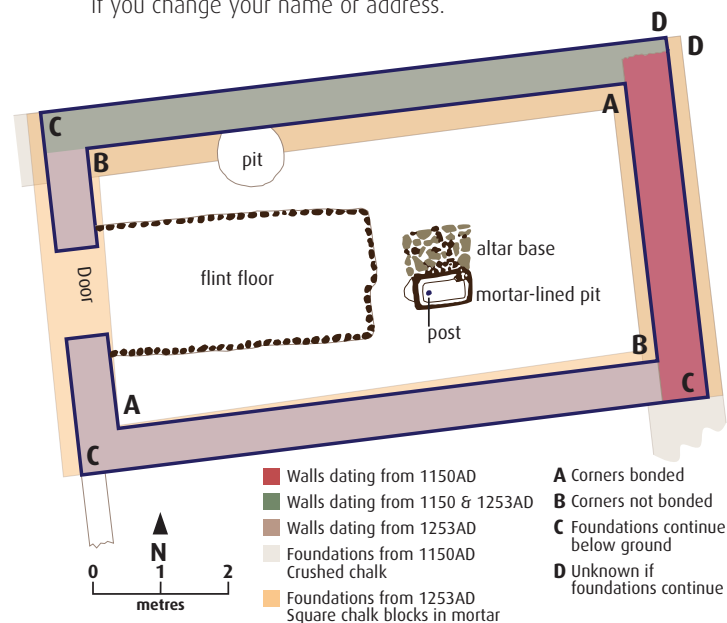 if you change your name or address.
D
D
C
A
B
pit
altar base
flint floor
Door
mortar-lined pit
post
B
A
C
C
Walls dating from 1150AD
Walls dating from 1150 & 1253AD
Walls dating from 1253AD
Foundations from 1150AD
Crushed chalk
Foundations from 1253AD
Square chalk blocks in mortar
A Corners bonded
B Corners not bonded
C Foundations continue
below ground
D Unknown if
foundations continue
N
0 1 2
metres